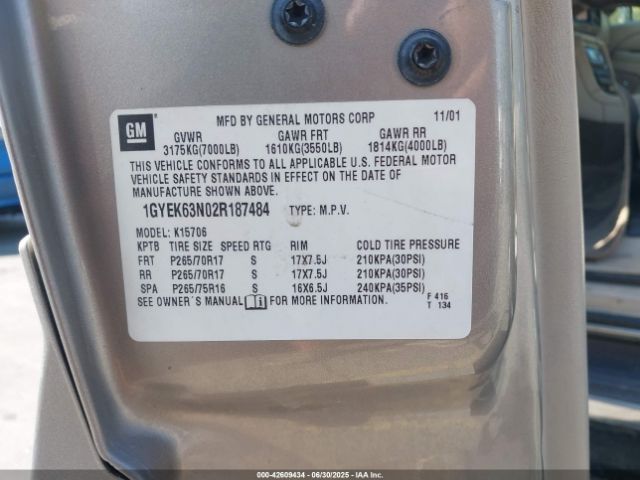 GM
MFD BY GENERAL MOTORS CORP 11/01
GVWR GAWR FRT GAWR RR
3175KG(7000LB) 1610KG(3550LB) 1814KG(4000LB)
THIS VEHICLE CONFORMS TO ALL APPLICABLE U.S. FEDERAL MOTOR
VEHICLE SAFETY STANDARDS IN EFFECT ON THE DATE OF
MANUFACTURE SHOWN ABOVE.
1GYEK63N02R187484 TYPE: M.P.V.
MODEL: K15706
KPTB TIRE SIZE SPEED RTG RIM COLD TIRE PRESSURE
FRT P265/70R17 S 17X7.5J 210KPA(30PSI)
RR P265/70R17 S 17X7.5J 210KPA(30PSI)
SPA P265/75R16 S 16X6.5J 240KPA(35PSI)
SEE OWNER'S MANUAL FOR MORE INFORMATION.
F 416
T 134
000-42609434 - 06/30/2025 - IAAI.COM